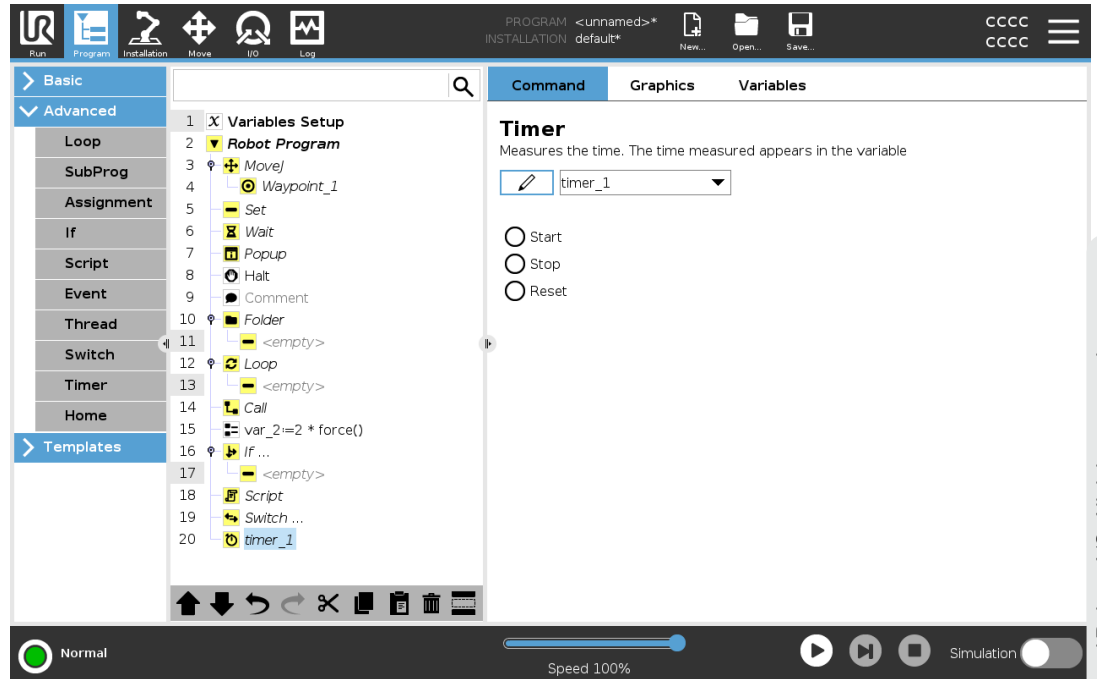 UR
PROGRAM <unnamed>*
INSTALLATION default*
CCCC
CCCC
Run Program Installation Move I/O Log New... Open... Save...
Basic
Advanced
Loop
SubProg
Assignment
If
Script
Event
Thread
Switch
Timer
Home
Templates
1 X Variables Setup
2 Robot Program
3 MoveJ
4 Waypoint_1
5 Set
6 Wait
7 Popup
8 Halt
9 Comment
10 Folder
11 <empty>
12 Loop
13 <empty>
14 Call
15 var_2:=2 * force()
16 If ...
17 <empty>
18 Script
19 Switch ...
20 timer_1
Command Graphics Variables
Timer
Measures the time. The time measured appears in the variable
timer_1
Start
Stop
Reset
Normal
Speed 100%
Simulation